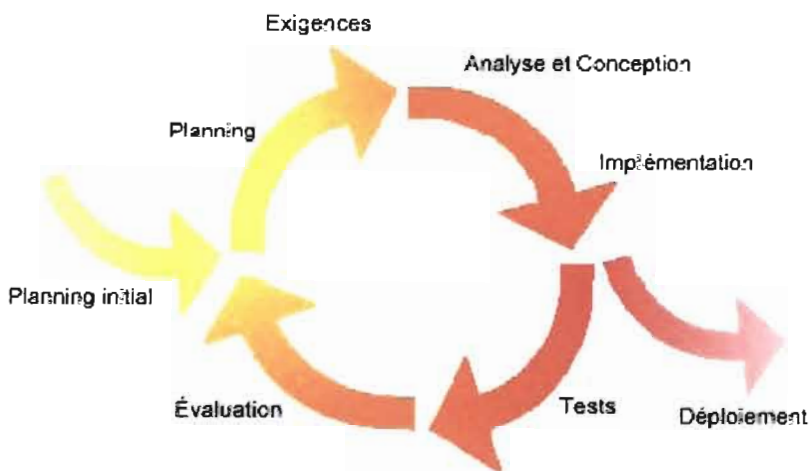 Exigences
Analyse et Conception
Planning
Implémentation
Planning initial
Évaluation
Tests
Déploiement